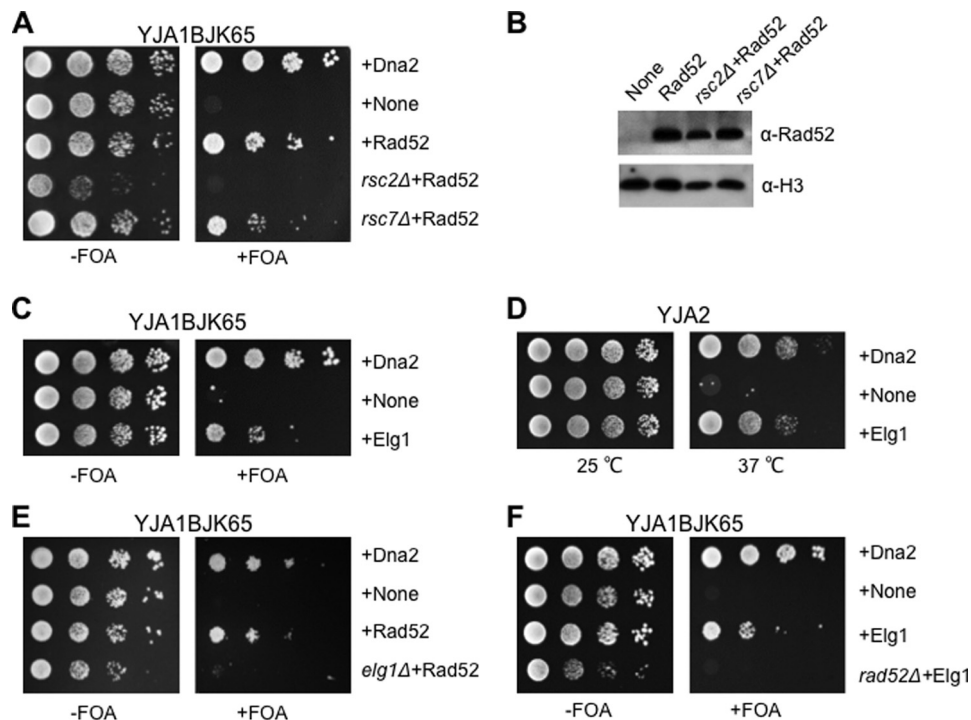 A
YJA1BJK65
+Dna2
+None
+Rad52
rsc2Δ+Rad52
rsc7Δ+Rad52
-FOA
+FOA
B
None
Rad52
rsc2Δ+Rad52
rsc7Δ+Rad52
α-Rad52
α-H3
C
YJA1BJK65
+Dna2
+None
+Elg1
-FOA
+FOA
D
YJA2
+Dna2
+None
+Elg1
25 ℃
37 ℃
E
YJA1BJK65
+Dna2
+None
+Rad52
elg1Δ+Rad52
-FOA
+FOA
F
YJA1BJK65
+Dna2
+None
+Elg1
rad52Δ+Elg1
-FOA
+FOA